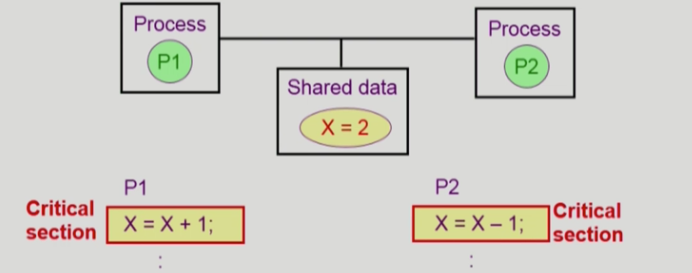 Process
P1
Process
P2
Shared data
X = 2
P1
P2
Critical
section
X = X + 1;
X = X – 1;
Critical
section
:
: